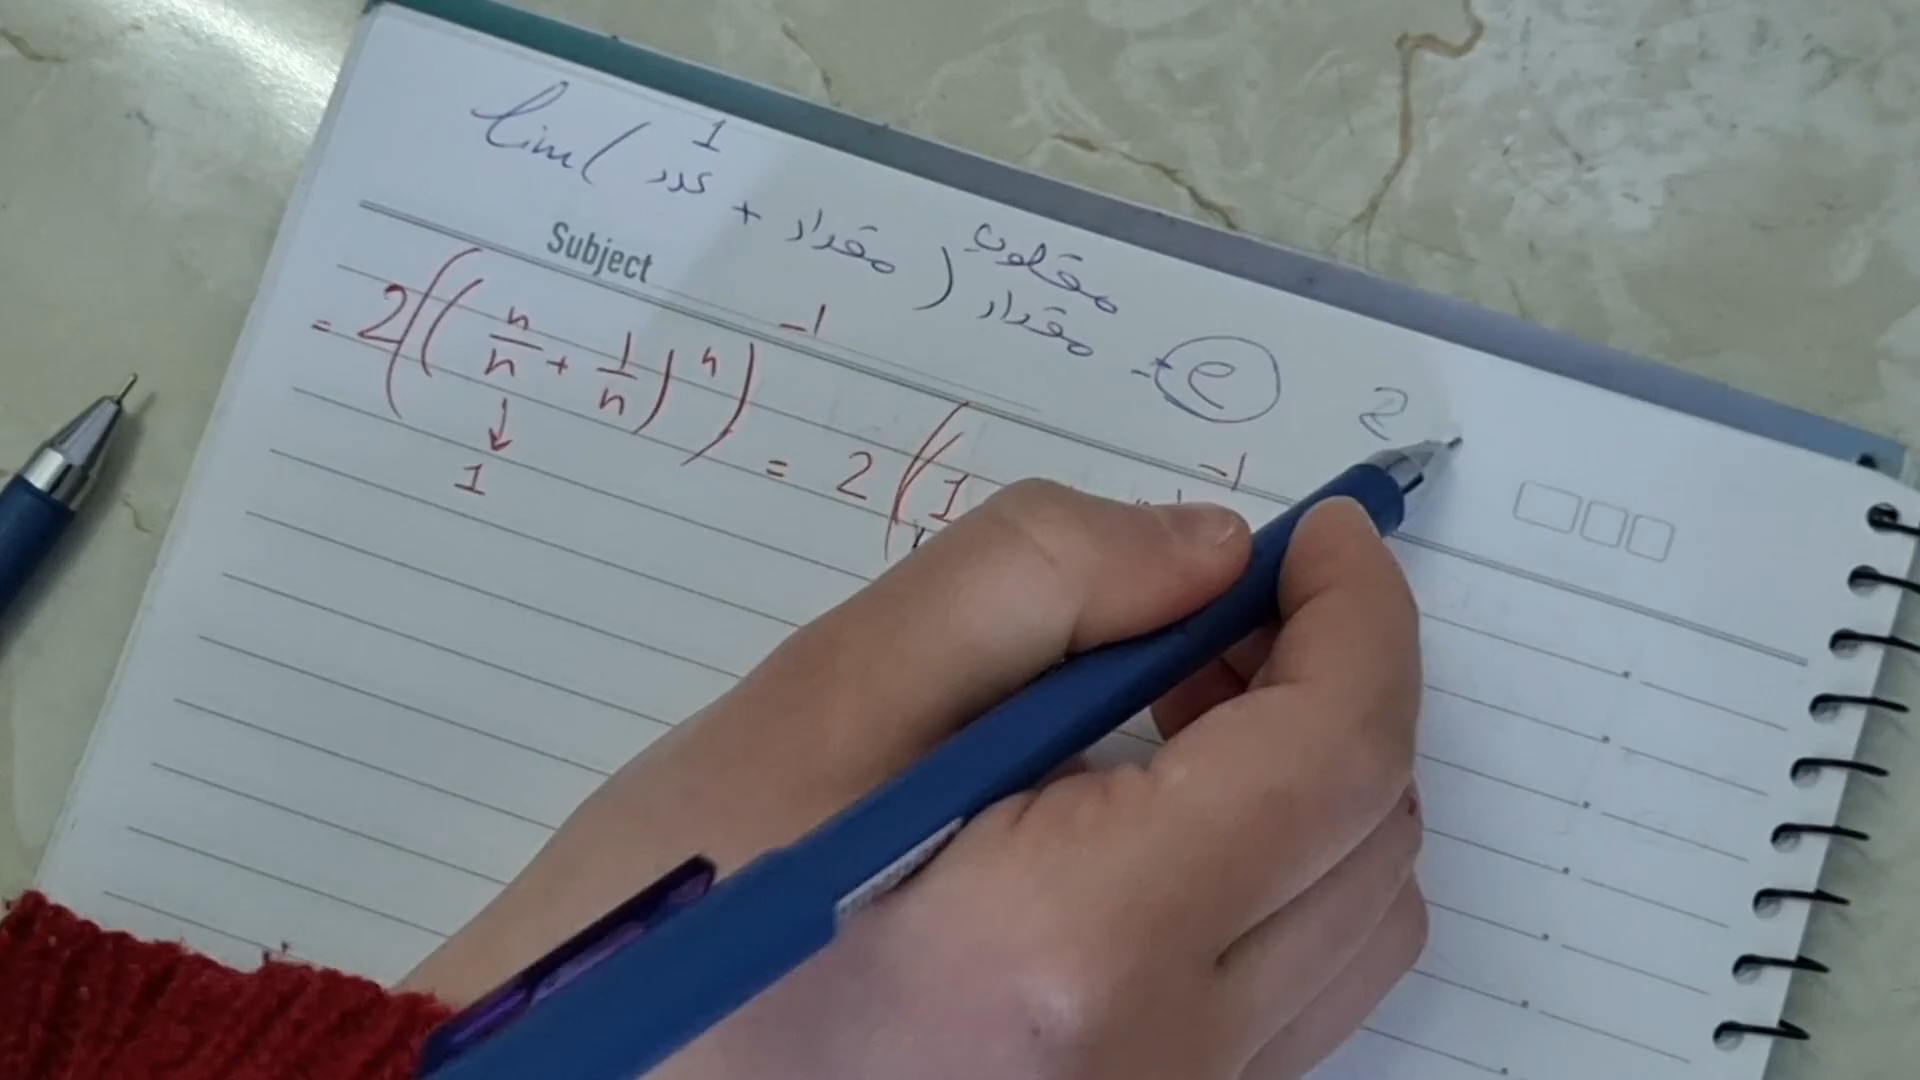 lim( 1 عدد + مقدار ) مقلوب مقدار = e 2
Subject
= 2((n/n + 1/n)^n)^-1 = 2((1 -1
↓
1